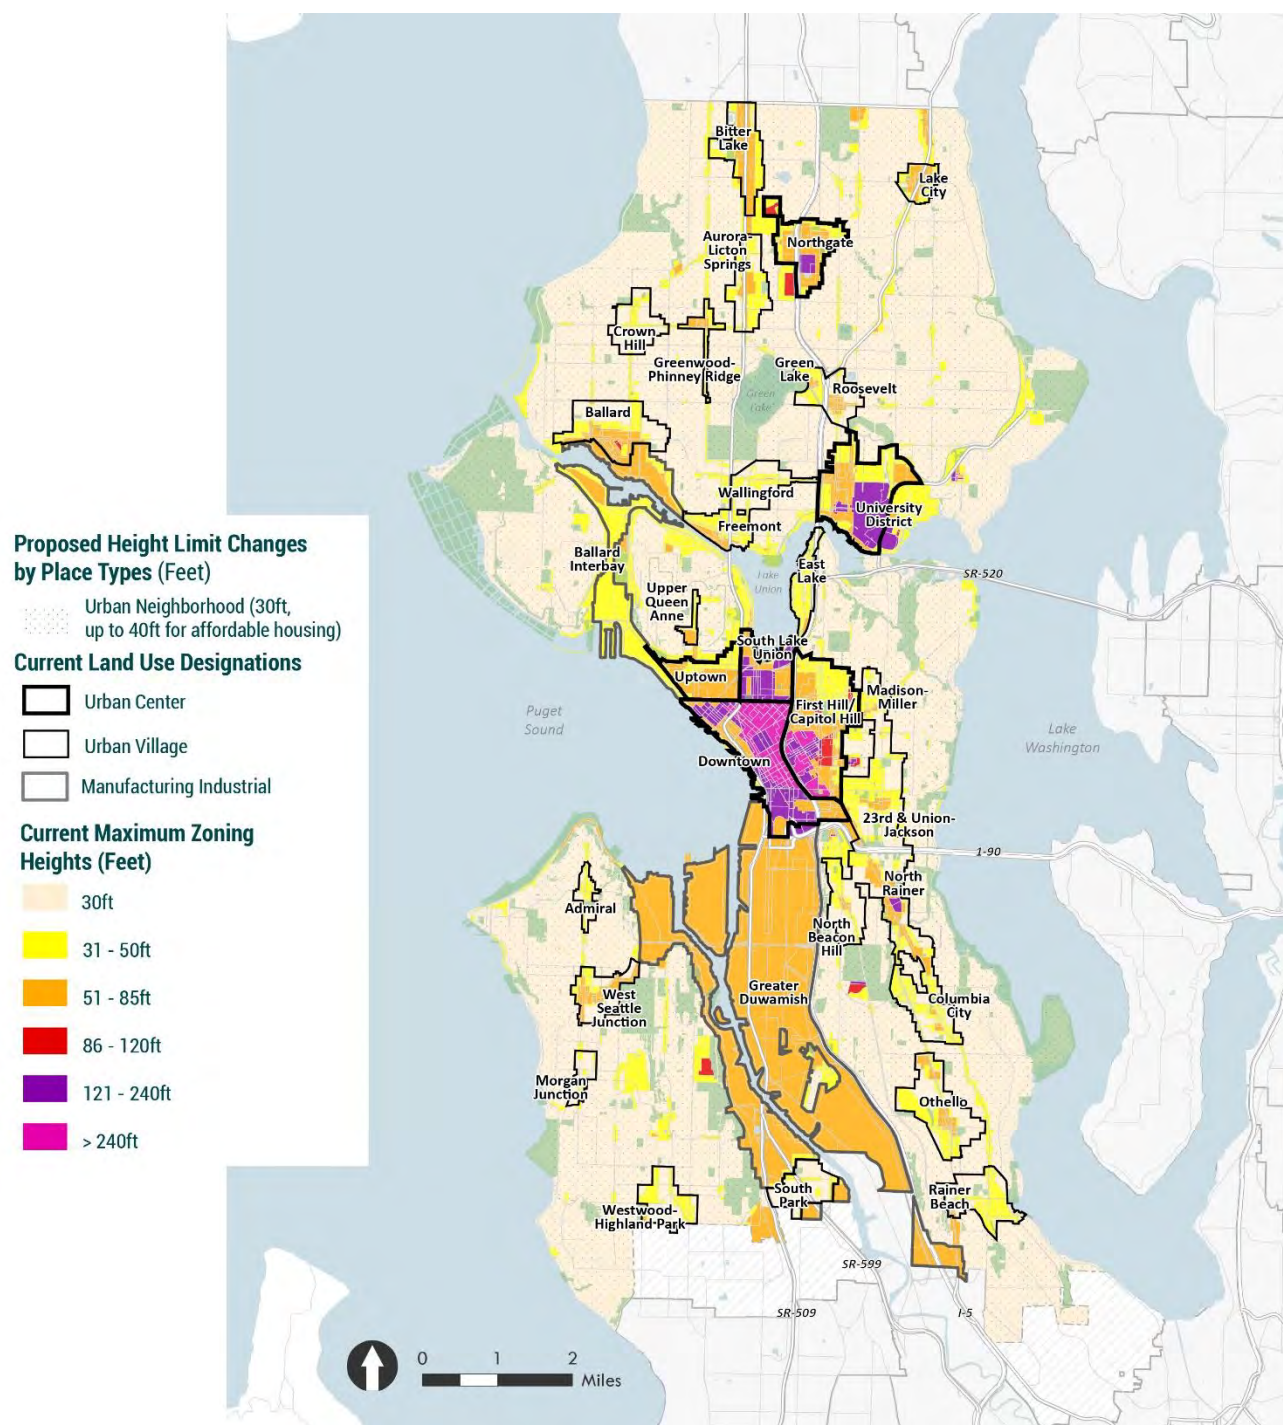 Proposed Height Limit Changes
by Place Types (Feet)
Urban Neighborhood (30ft,
up to 40ft for affordable housing)
Current Land Use Designations
Urban Center
Urban Village
Manufacturing Industrial
Current Maximum Zoning
Heights (Feet)
30ft
31 - 50ft
51 - 85ft
86 - 120ft
121 - 240ft
> 240ft
Bitter
Lake
Lake
City
Aurora-
Licton
Springs
Northgate
Crown
Hill
Greenwood-
Phinney Ridge
Green
Lake
Green
Lake
Roosevelt
Ballard
Wallingford
Freemont
University
District
Ballard
Interbay
East
Lake
Lake
Union
SR-520
Upper
Queen
Anne
South Lake
Union
Uptown
Madison-
Miller
First Hill/
Capitol Hill
Puget
Sound
Lake
Washington
Downtown
23rd & Union-
Jackson
1-90
North
Rainer
Admiral
North
Beacon
Hill
West
Seattle
Junction
Greater
Duwamish
Columbia
City
Morgan
Junction
Othello
South
Park
Rainer
Beach
Westwood-
Highland Park
SR-599
SR-509
I-5
0 1 2
Miles